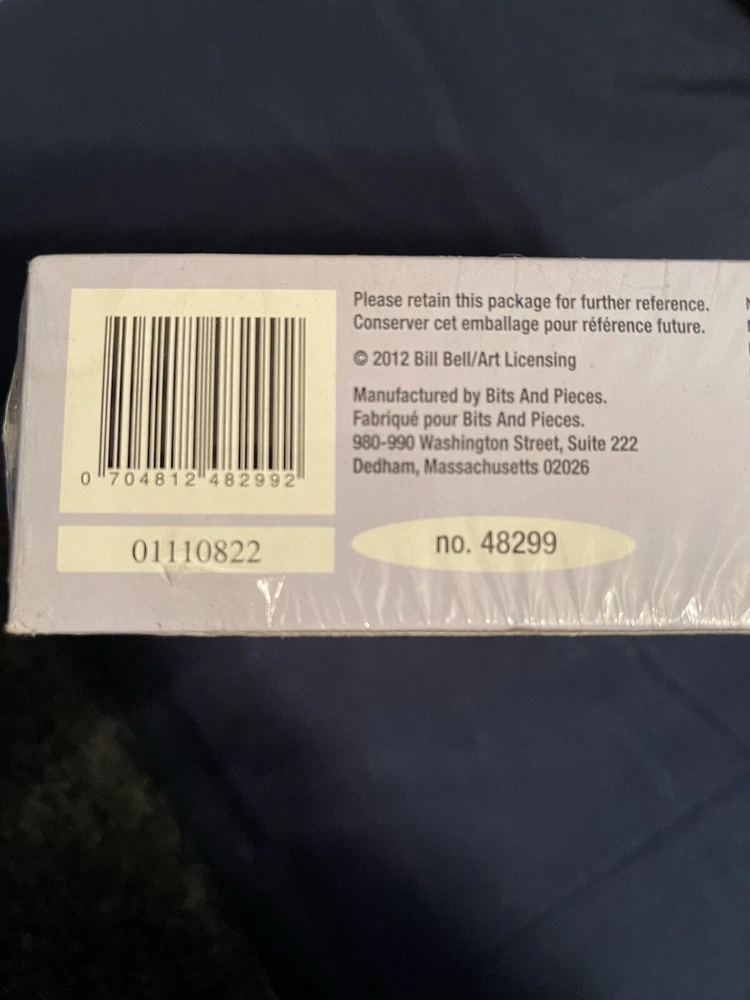 Please retain this package for further reference.
Conserver cet emballage pour référence future.
© 2012 Bill Bell/Art Licensing
Manufactured by Bits And Pieces.
Fabriqué pour Bits And Pieces.
980-990 Washington Street, Suite 222
Dedham, Massachusetts 02026
0 704812 482992
01110822
no. 48299